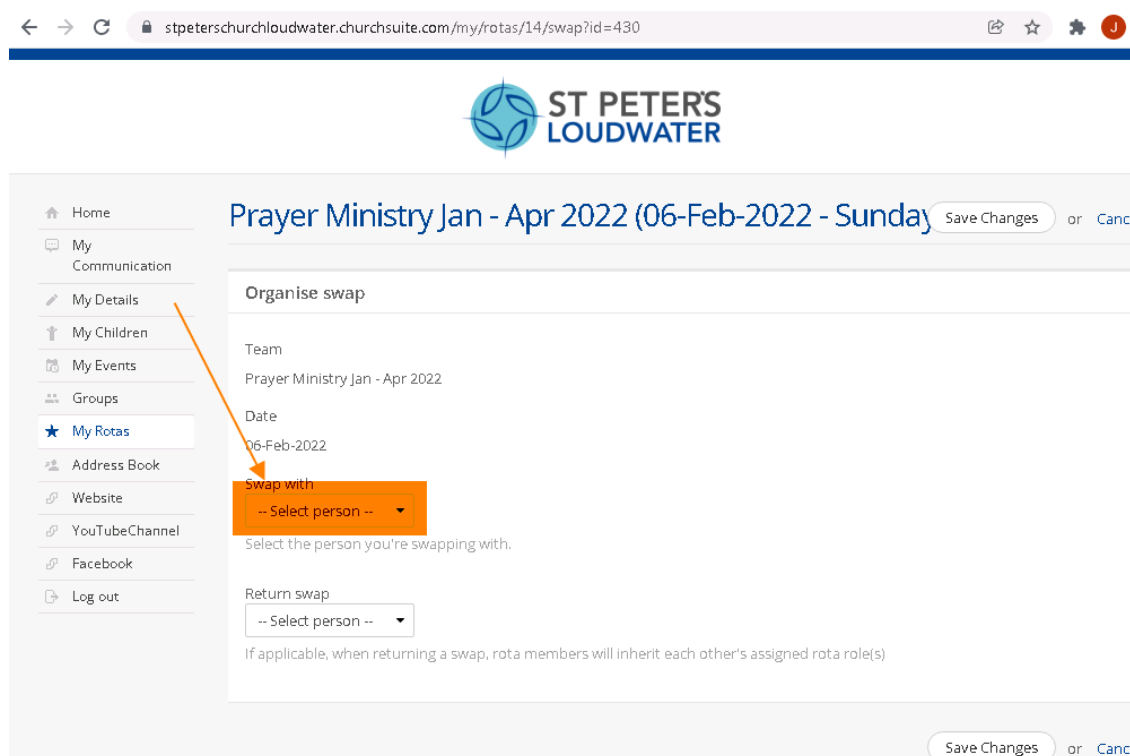 stpeterschurchloudwater.churchsuite.com/my/rotas/14/swap?id=430
J
ST PETER'S
LOUDWATER
Home
My
Communication
My Details
My Children
My Events
Groups
My Rotas
Address Book
Website
YouTubeChannel
Facebook
Log out
Prayer Ministry Jan - Apr 2022 (06-Feb-2022 - Sunday Save Changes or Canc
Organise swap
Team
Prayer Ministry Jan - Apr 2022
Date
06-Feb-2022
Swap with
-- Select person --
Select the person you're swapping with.
Return swap
-- Select person --
If applicable, when returning a swap, rota members will inherit each other's assigned rota role(s)
Save Changes or Canc